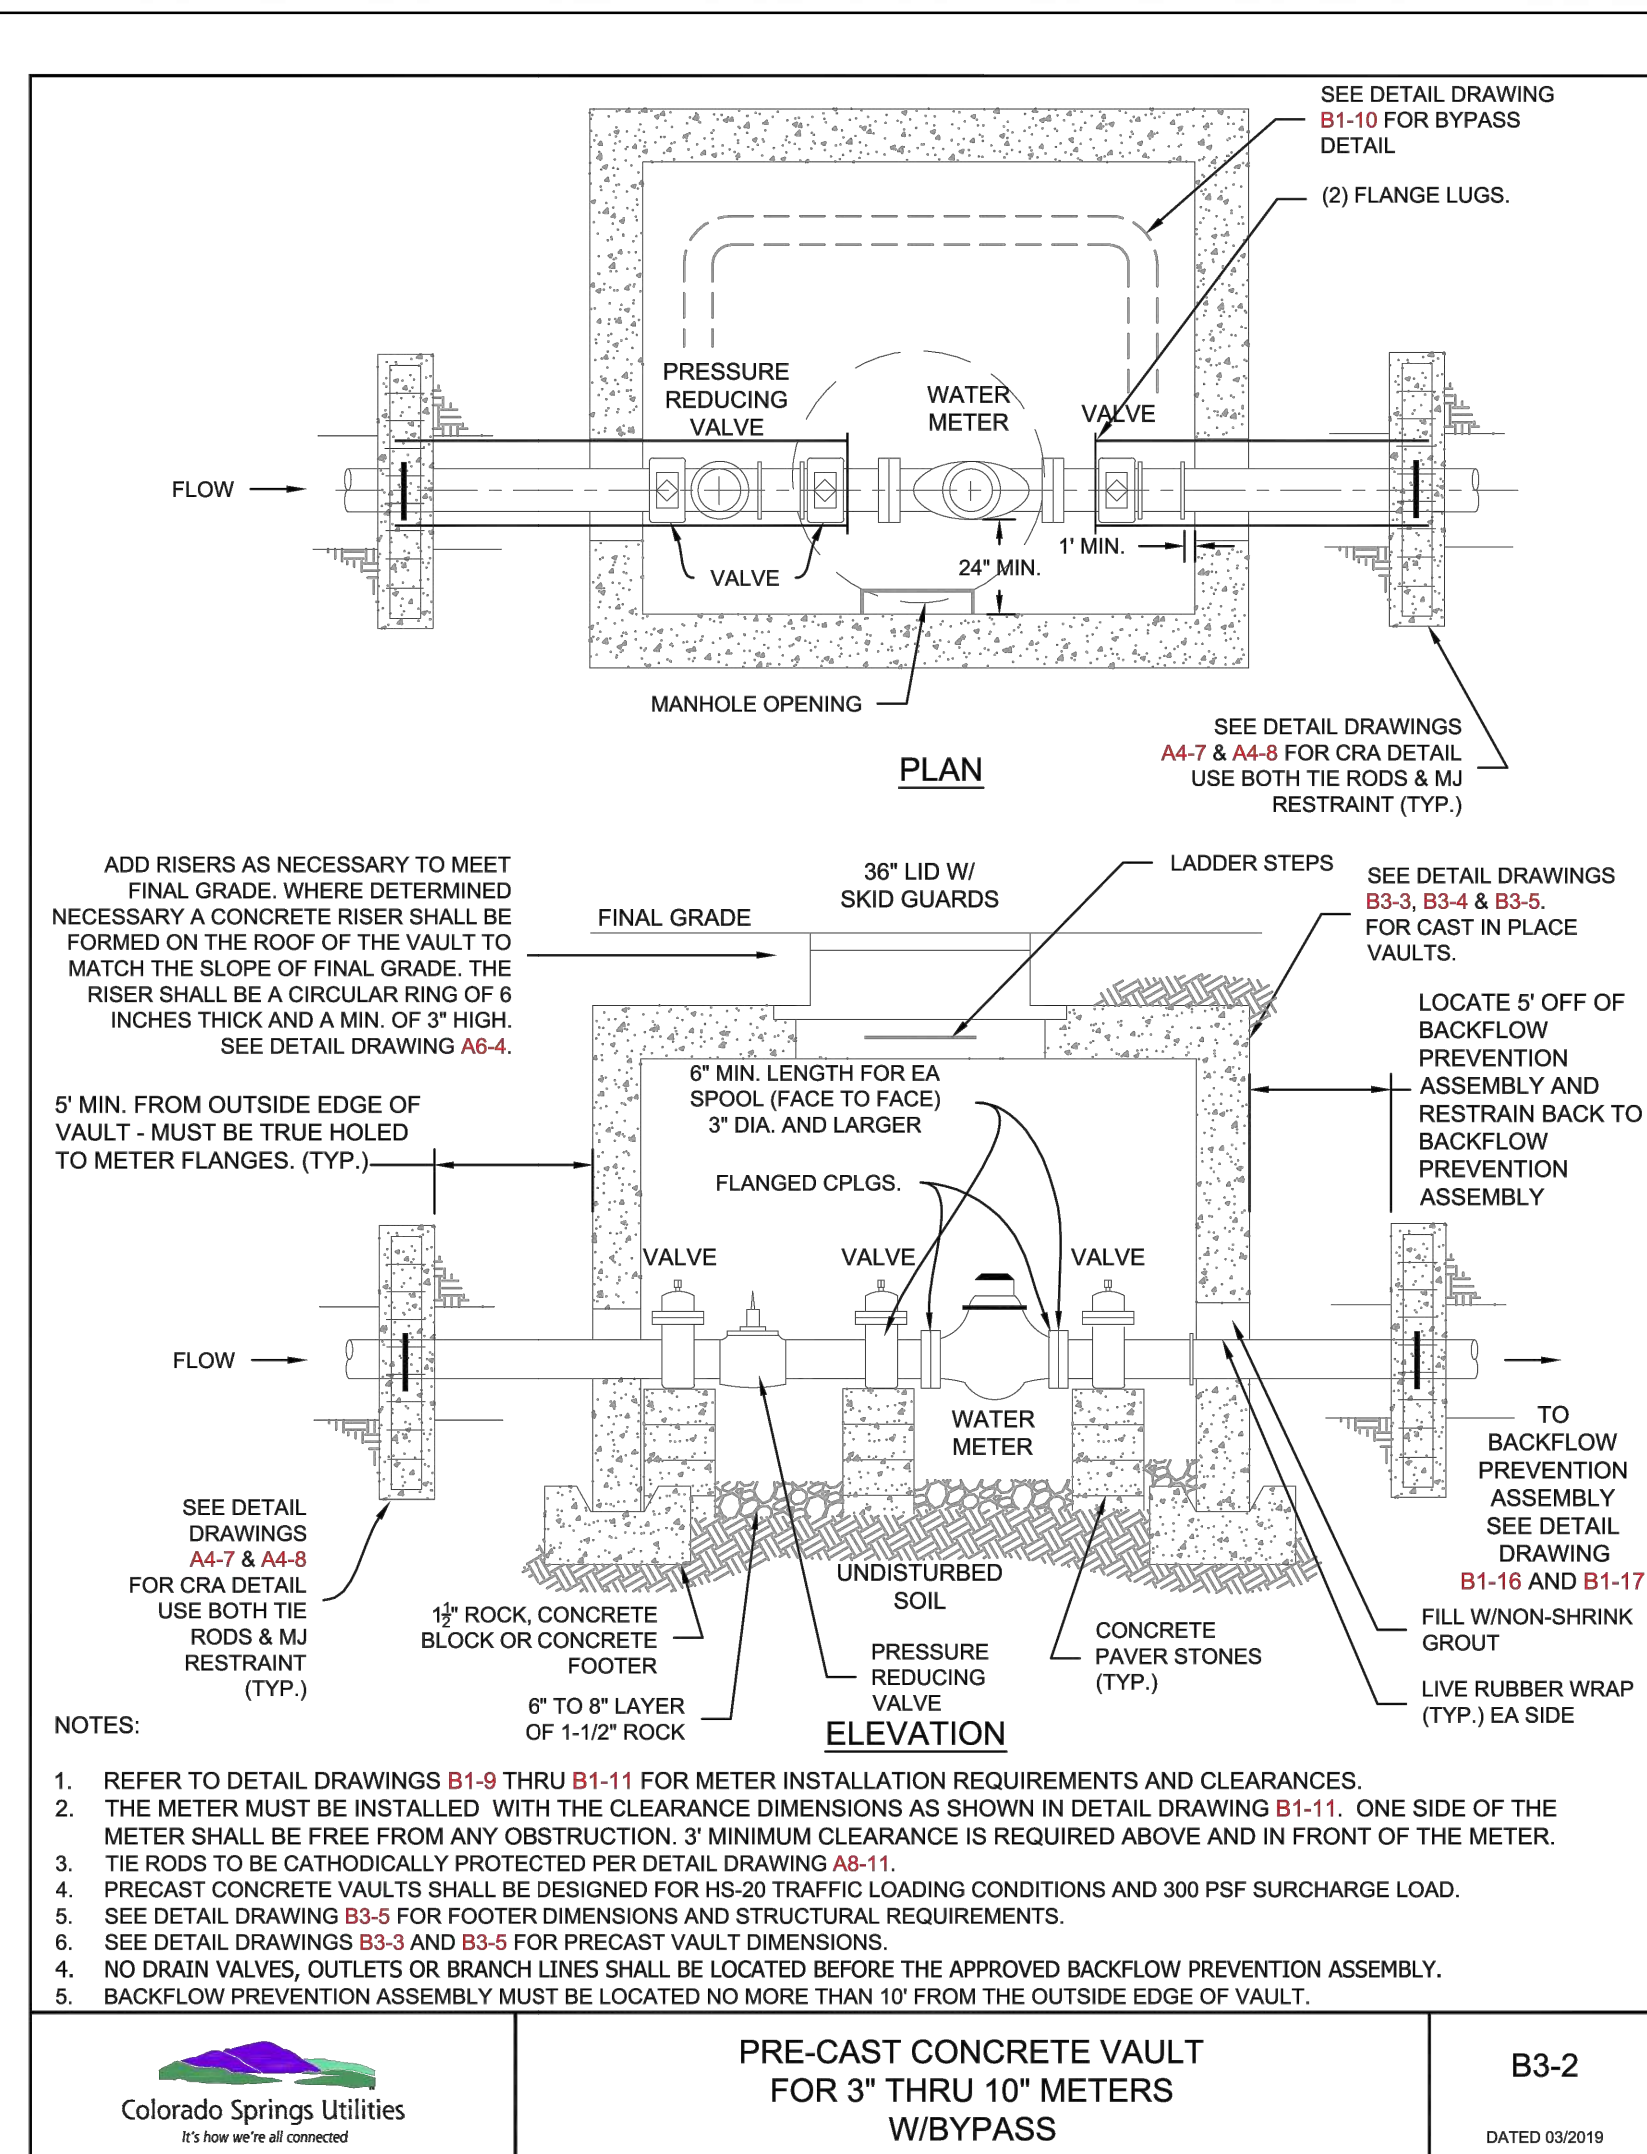 SEE DETAIL DRAWING
B1-10 FOR BYPASS
DETAIL
(2) FLANGE LUGS.
PRESSURE
REDUCING
VALVE
WATER
METER
VALVE
FLOW
1' MIN.
24" MIN.
VALVE
MANHOLE OPENING
SEE DETAIL DRAWINGS
A4-7 & A4-8 FOR CRA DETAIL
USE BOTH TIE RODS & MJ
RESTRAINT (TYP.)
PLAN
ADD RISERS AS NECESSARY TO MEET
FINAL GRADE. WHERE DETERMINED
NECESSARY A CONCRETE RISER SHALL BE
FORMED ON THE ROOF OF THE VAULT TO
MATCH THE SLOPE OF FINAL GRADE. THE
RISER SHALL BE A CIRCULAR RING OF 6
INCHES THICK AND A MIN. OF 3" HIGH.
SEE DETAIL DRAWING A6-4.
FINAL GRADE
36" LID W/
SKID GUARDS
LADDER STEPS
SEE DETAIL DRAWINGS
B3-3, B3-4 & B3-5.
FOR CAST IN PLACE
VAULTS.
LOCATE 5' OFF OF
BACKFLOW
PREVENTION
ASSEMBLY AND
RESTRAIN BACK TO
BACKFLOW
PREVENTION
ASSEMBLY
5' MIN. FROM OUTSIDE EDGE OF
VAULT - MUST BE TRUE HOLED
TO METER FLANGES. (TYP.)
6" MIN. LENGTH FOR EA
SPOOL (FACE TO FACE)
3" DIA. AND LARGER
FLANGED CPLGS.
VALVE
VALVE
VALVE
FLOW
WATER
METER
TO
BACKFLOW
PREVENTION
ASSEMBLY
SEE DETAIL
DRAWING
B1-16 AND B1-17
SEE DETAIL
DRAWINGS
A4-7 & A4-8
FOR CRA DETAIL
USE BOTH TIE
RODS & MJ
RESTRAINT
(TYP.)
UNDISTURBED
SOIL
1½" ROCK, CONCRETE
BLOCK OR CONCRETE
FOOTER
6" TO 8" LAYER
OF 1-1/2" ROCK
PRESSURE
REDUCING
VALVE
CONCRETE
PAVER STONES
(TYP.)
FILL W/NON-SHRINK
GROUT
LIVE RUBBER WRAP
(TYP.) EA SIDE
ELEVATION
NOTES:
1. REFER TO DETAIL DRAWINGS B1-9 THRU B1-11 FOR METER INSTALLATION REQUIREMENTS AND CLEARANCES.
2. THE METER MUST BE INSTALLED WITH THE CLEARANCE DIMENSIONS AS SHOWN IN DETAIL DRAWING B1-11. ONE SIDE OF THE
METER SHALL BE FREE FROM ANY OBSTRUCTION. 3' MINIMUM CLEARANCE IS REQUIRED ABOVE AND IN FRONT OF THE METER.
3. TIE RODS TO BE CATHODICALLY PROTECTED PER DETAIL DRAWING A8-11.
4. PRECAST CONCRETE VAULTS SHALL BE DESIGNED FOR HS-20 TRAFFIC LOADING CONDITIONS AND 300 PSF SURCHARGE LOAD.
5. SEE DETAIL DRAWING B3-5 FOR FOOTER DIMENSIONS AND STRUCTURAL REQUIREMENTS.
6. SEE DETAIL DRAWINGS B3-3 AND B3-5 FOR PRECAST VAULT DIMENSIONS.
4. NO DRAIN VALVES, OUTLETS OR BRANCH LINES SHALL BE LOCATED BEFORE THE APPROVED BACKFLOW PREVENTION ASSEMBLY.
5. BACKFLOW PREVENTION ASSEMBLY MUST BE LOCATED NO MORE THAN 10' FROM THE OUTSIDE EDGE OF VAULT.
Colorado Springs Utilities
It's how we're all connected
PRE-CAST CONCRETE VAULT
FOR 3" THRU 10" METERS
W/BYPASS
B3-2
DATED 03/2019